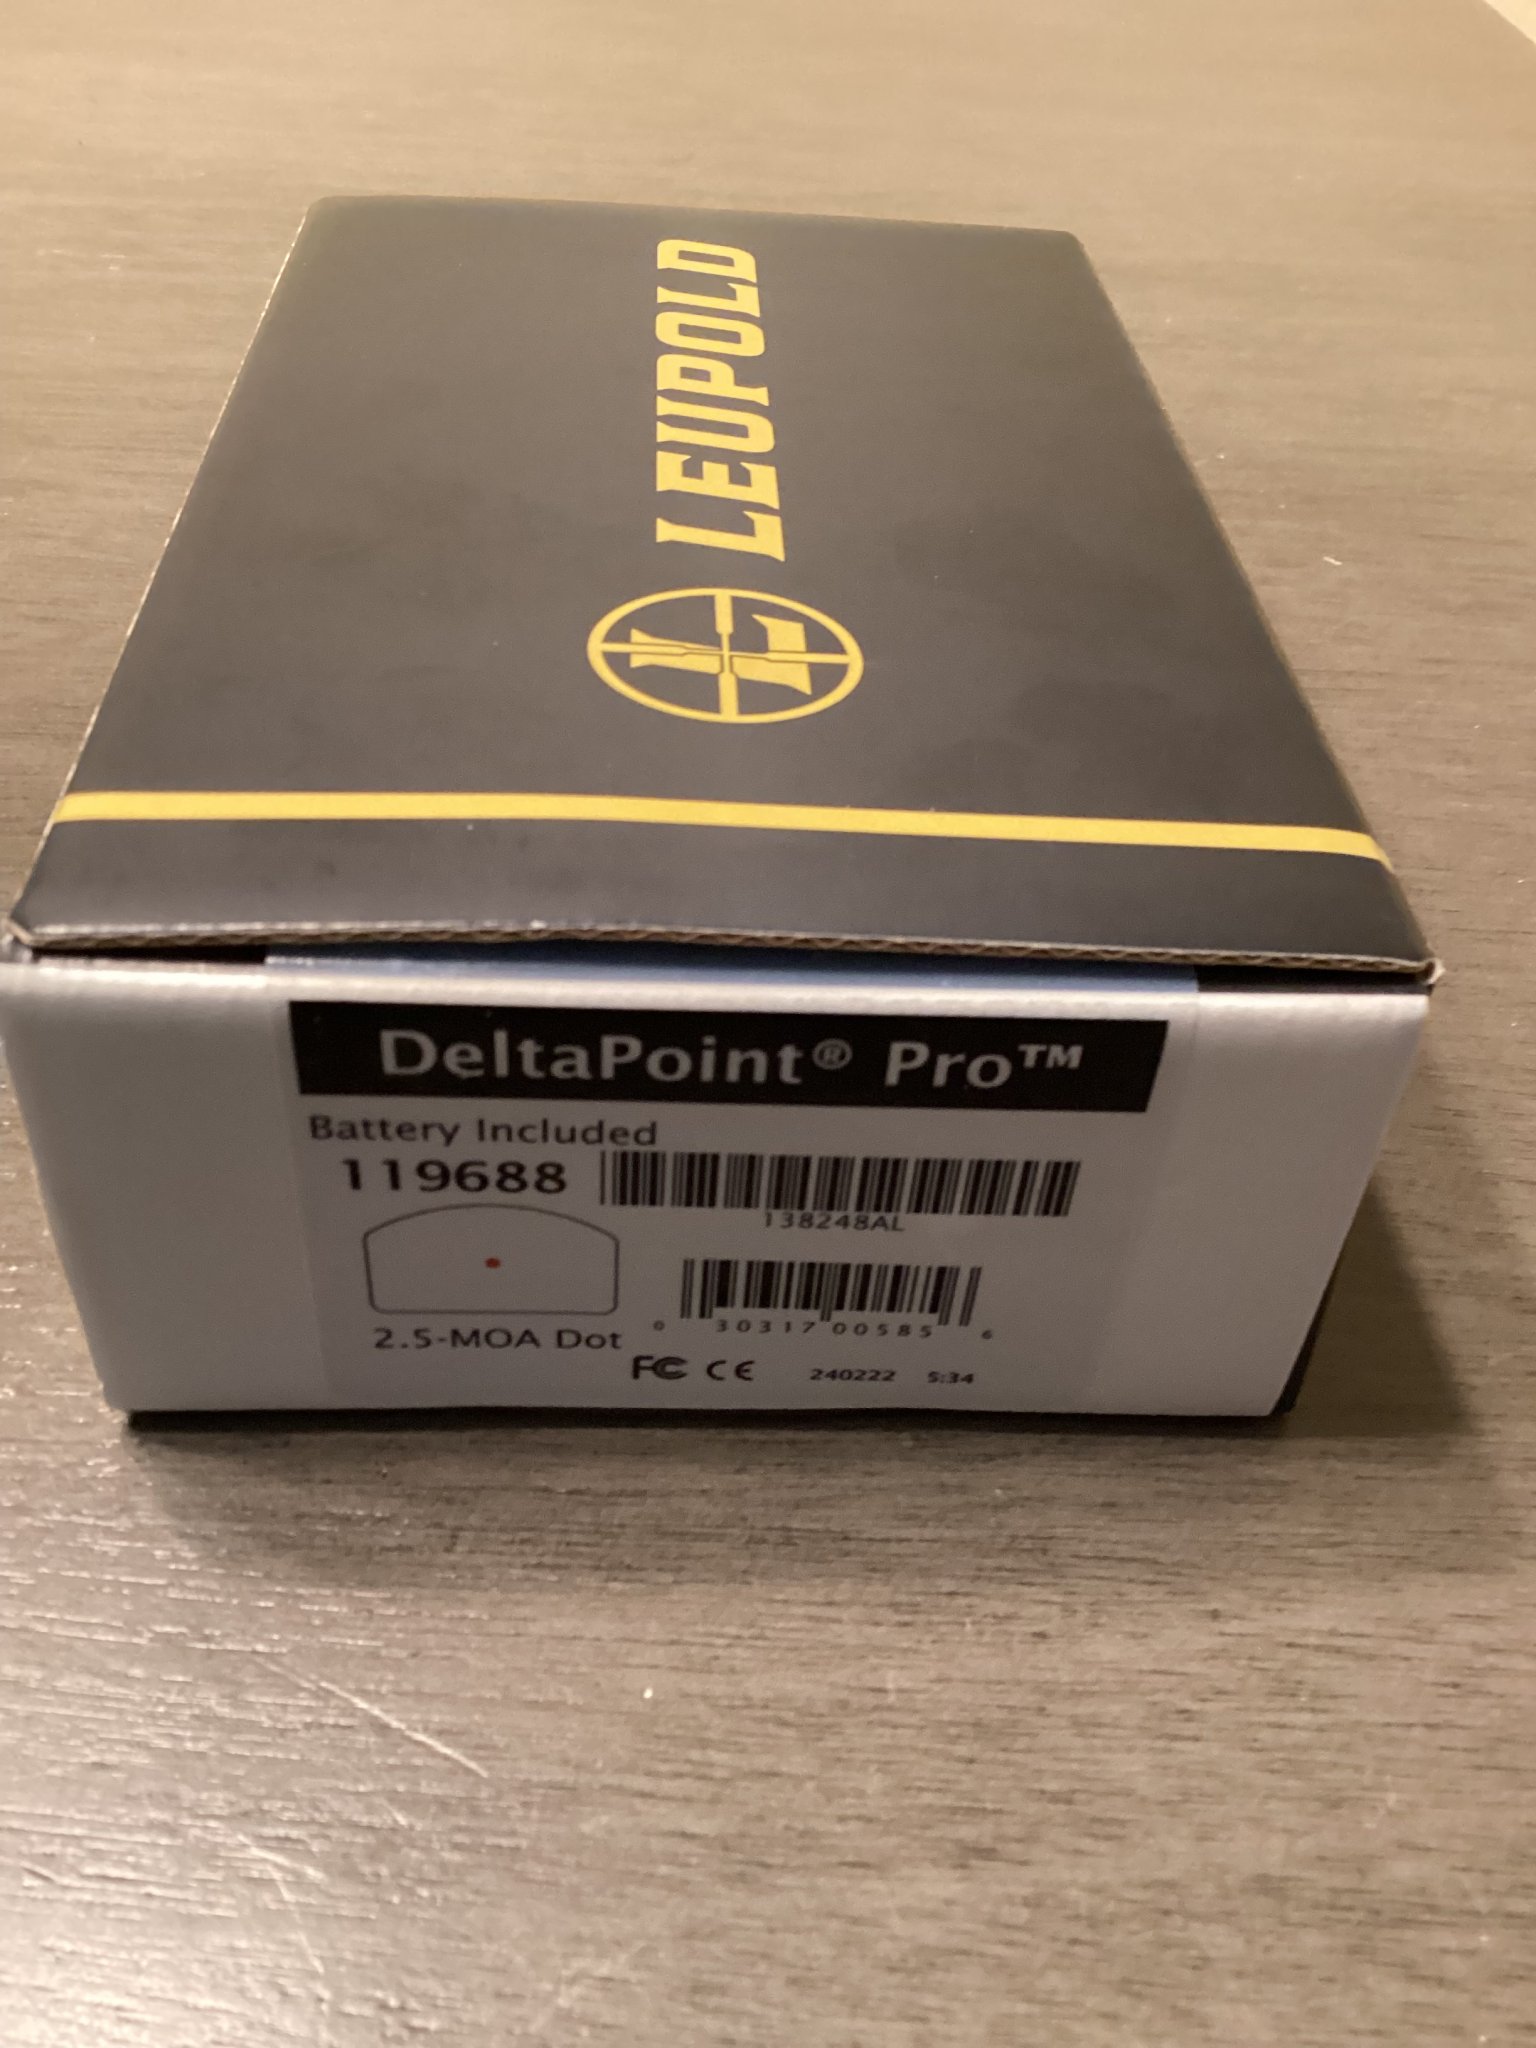 LEUPOLD
L
DeltaPoint® Pro™
Battery Included
119688
138248AL
2.5-MOA Dot
0 30317 00585 6
FC CE 240222 5:34